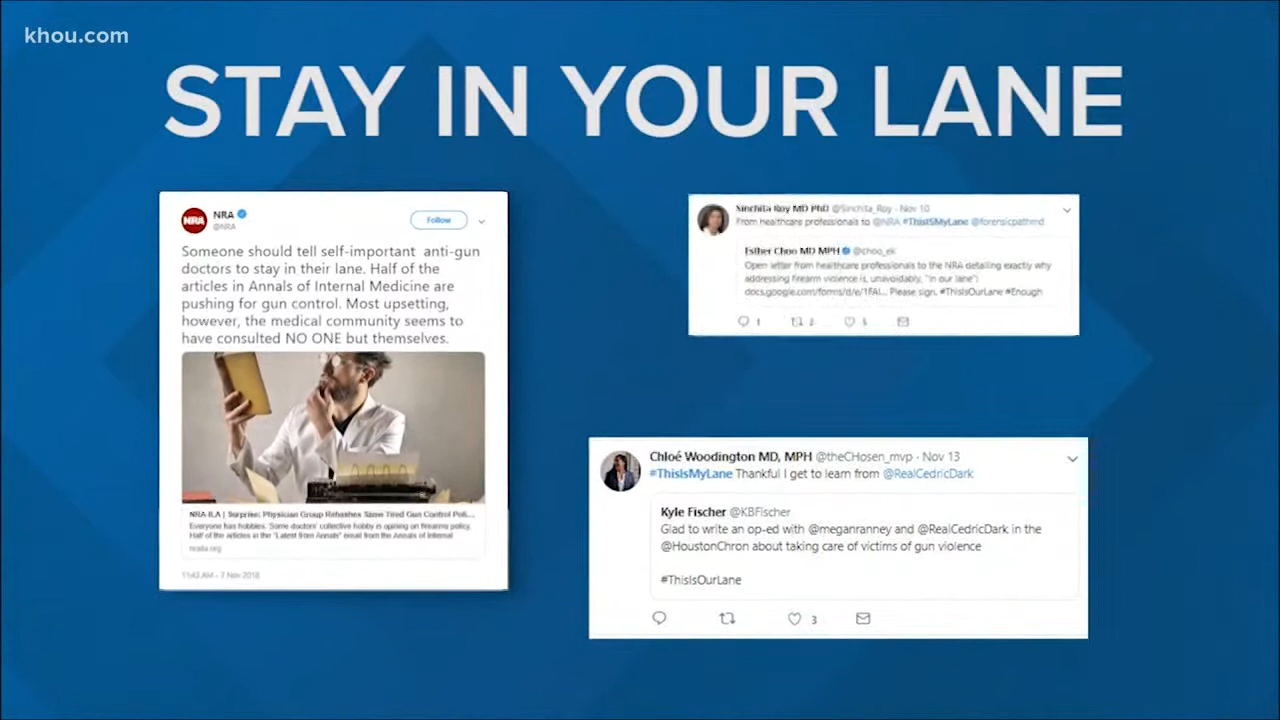 khou.com
STAY IN YOUR LANE
NRA
NRA
@NRA
Follow
Someone should tell self-important anti-gun
doctors to stay in their lane. Half of the
articles in Annals of Internal Medicine are
pushing for gun control. Most upsetting,
however, the medical community seems to
have consulted NO ONE but themselves.
NRA-ILA | Surprise: Physician Group Rehashes Same Tired Gun Control Poli...
Everyone has hobbies. Some doctors' collective hobby is opining on firearms policy.
Half of the articles in the "Latest from Annals" email from the Annals of Internal
nraila.org
11:43 AM - 7 Nov 2018
Sinchita Roy MD PhD @Sinchita_Roy · Nov 10
From healthcare professionals to @NRA #ThisISMyLane @forensicpathmd
Esther Choo MD MPH @choo_ek
Open letter from healthcare professionals to the NRA detailing exactly why
addressing firearm violence is, unavoidably, "in our lane":
docs.google.com/forms/d/e/1FAI... Please sign. #ThisIsOurLane #Enough
1 2 5
Chloé Woodington MD, MPH @theCHosen_mvp · Nov 13
#ThisIsMyLane Thankful I get to learn from @RealCedricDark
Kyle Fischer @KBFischer
Glad to write an op-ed with @meganranney and @RealCedricDark in the
@HoustonChron about taking care of victims of gun violence
#ThisIsOurLane
3